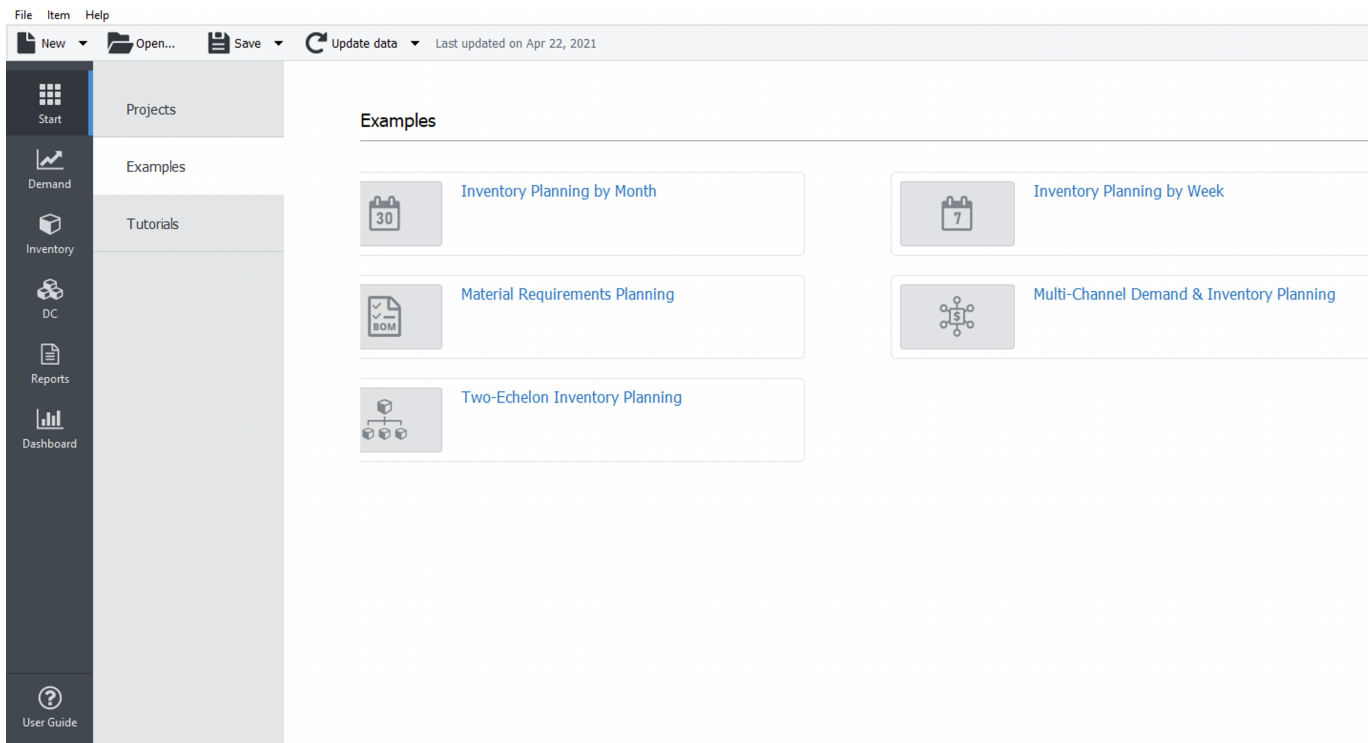 File Item Help
New Open... Save Update data Last updated on Apr 22, 2021
Start
Demand
Inventory
DC
Reports
Dashboard
User Guide
Projects
Examples
Tutorials
Examples
30 Inventory Planning by Month
7 Inventory Planning by Week
BOM Material Requirements Planning
$ Multi-Channel Demand & Inventory Planning
Two-Echelon Inventory Planning